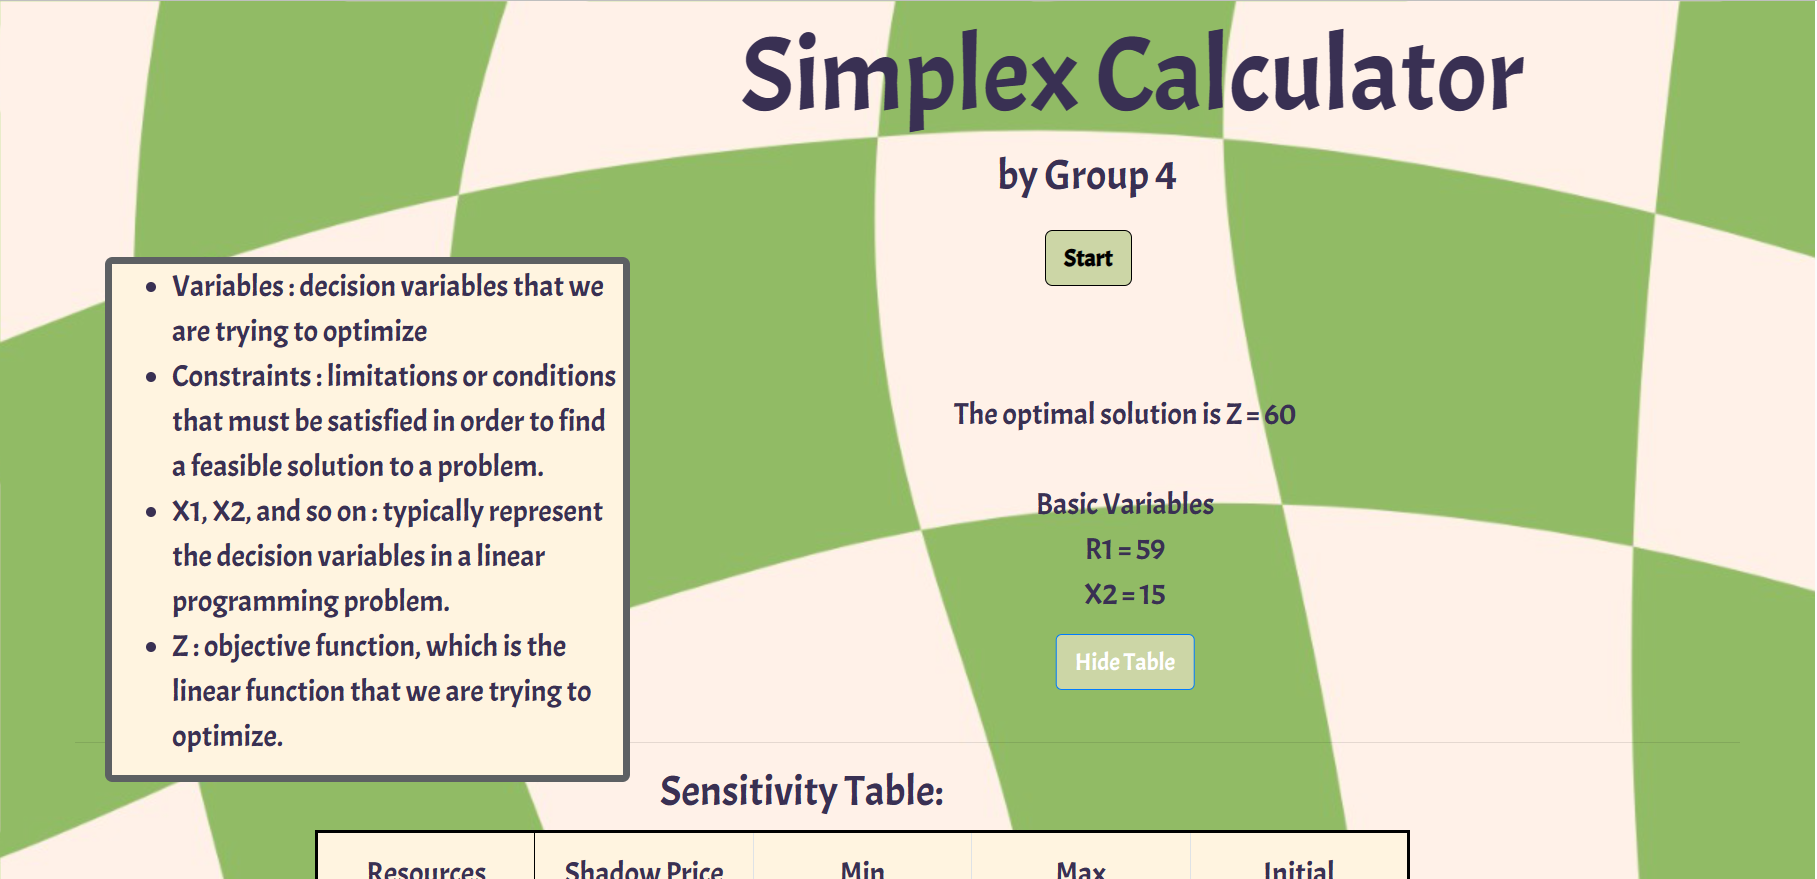 Simplex Calculator
by Group 4
Start
Variables : decision variables that we
are trying to optimize
Constraints : limitations or conditions
that must be satisfied in order to find
a feasible solution to a problem.
X1, X2, and so on : typically represent
the decision variables in a linear
programming problem.
Z : objective function, which is the
linear function that we are trying to
optimize.
The optimal solution is Z = 60
Basic Variables
R1 = 59
X2 = 15
Hide Table
Sensitivity Table:
Resources Shadow Price Min Max Initial